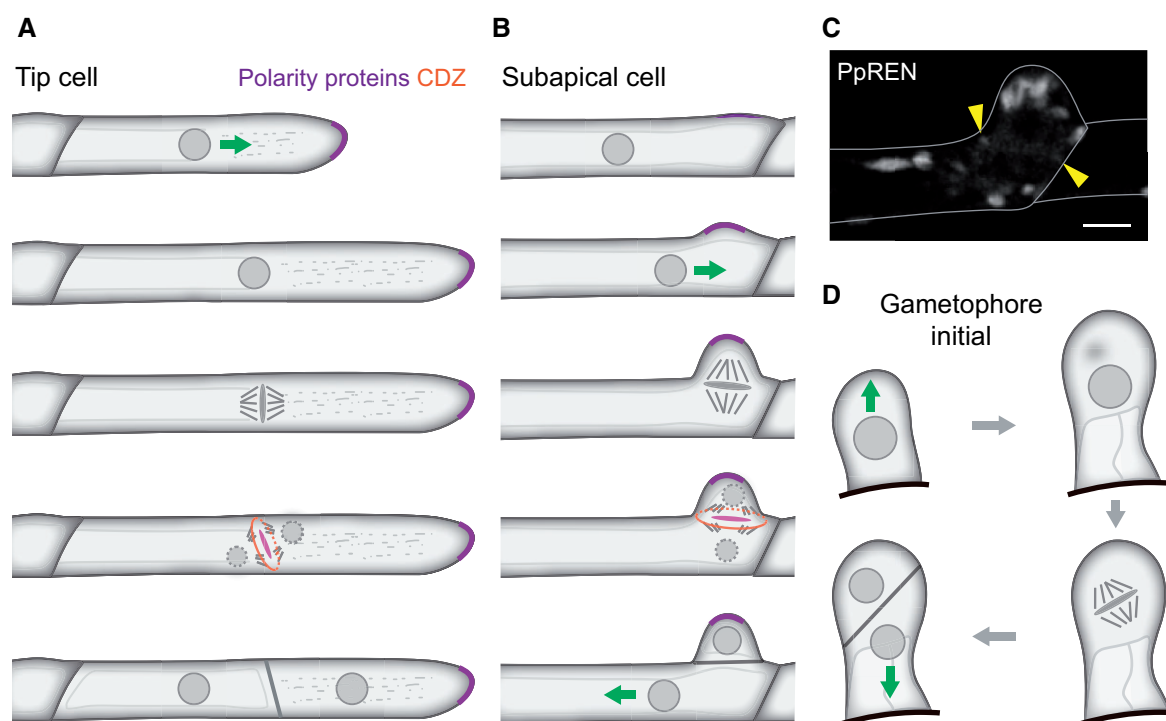 A
Tip cell
Polarity proteins CDZ
B
Subapical cell
C
PpREN
D
Gametophore
initial